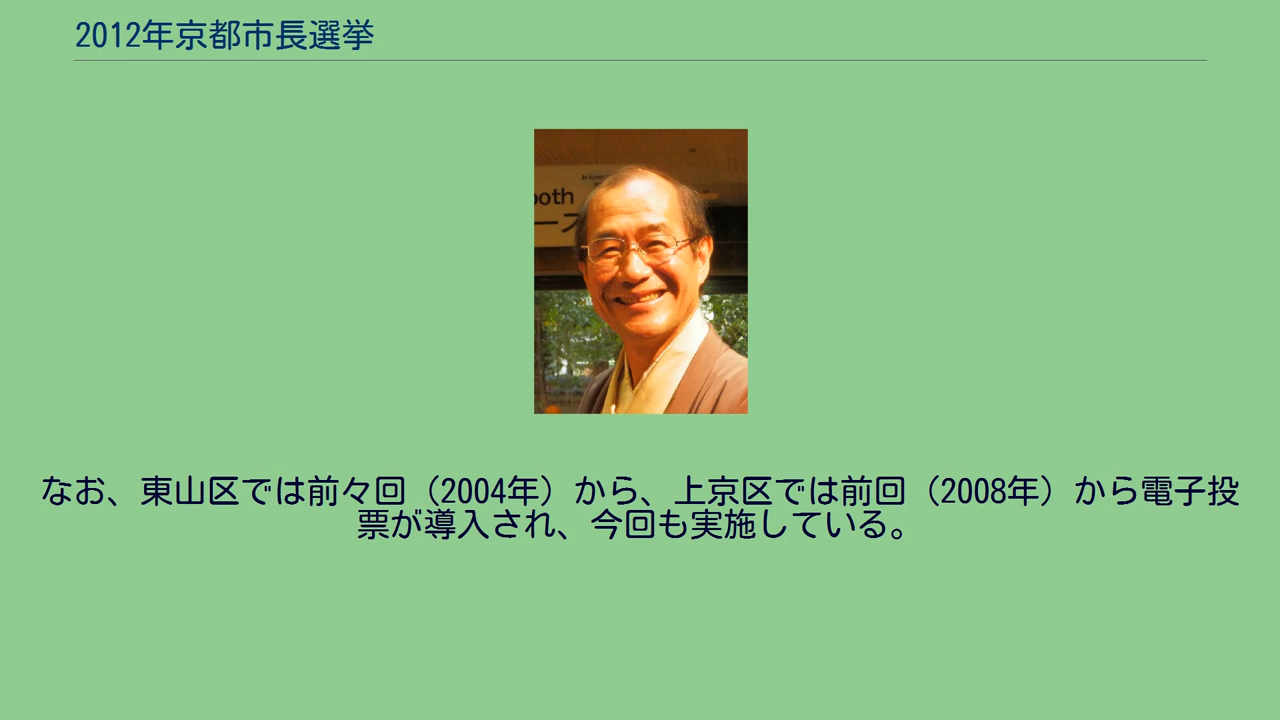 2012年京都市長選挙
ooth
ース
なお、東山区では前々回（2004年）から、上京区では前回（2008年）から電子投
票が導入され、今回も実施している。